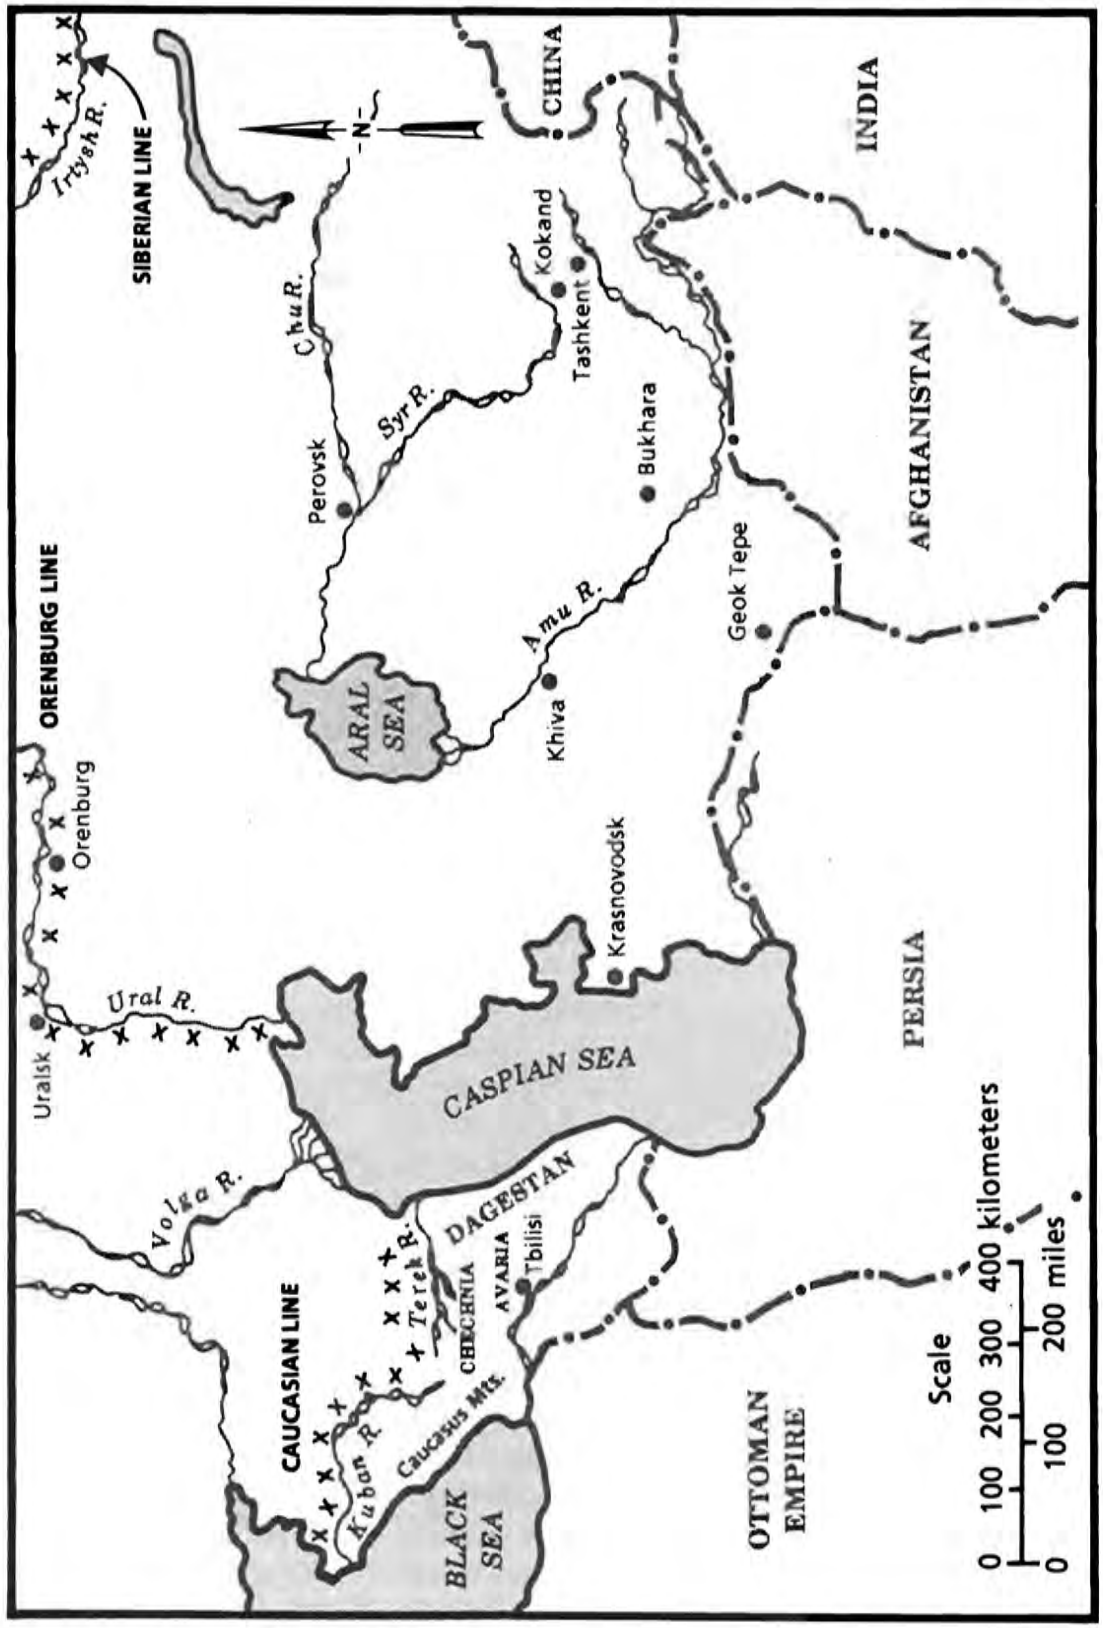 Uralsk
ORENBURG LINE
Orenburg
Irtysh R.
SIBERIAN LINE
Volga R.
Ural R.
CAUCASIAN LINE
Perovsk
Chu R.
-N-
Kuban R.
Terek R.
ARAL
SEA
Syr R.
Caucasus Mts.
CHECHNIA
DAGESTAN
AVARIA
Tbilisi
CASPIAN SEA
BLACK
SEA
Amu R.
Khiva
Kokand
Tashkent
CHINA
Krasnovodsk
Bukhara
Geok Tepe
OTTOMAN
EMPIRE
PERSIA
AFGHANISTAN
INDIA
Scale
0 100 200 300 400 kilometers
0 100 200 miles